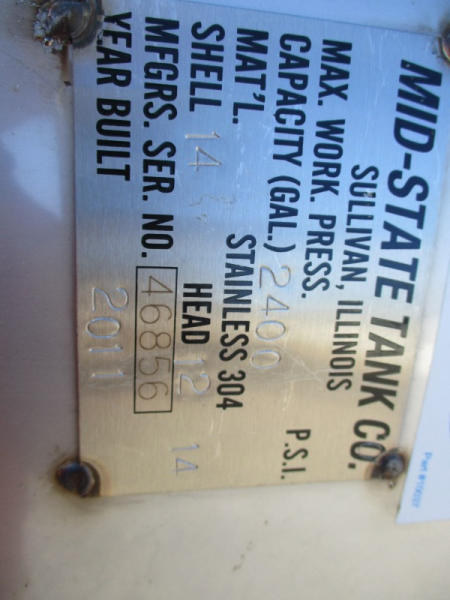 MID-STATE TANK CO.
SULLIVAN, ILLINOIS
MAX. WORK. PRESS. P.S.I.
CAPACITY (GAL.) 2400
MAT'L. STAINLESS 304
SHELL 14 HEAD 12 14
MFGRS. SER. NO. 46856
YEAR BUILT 2011